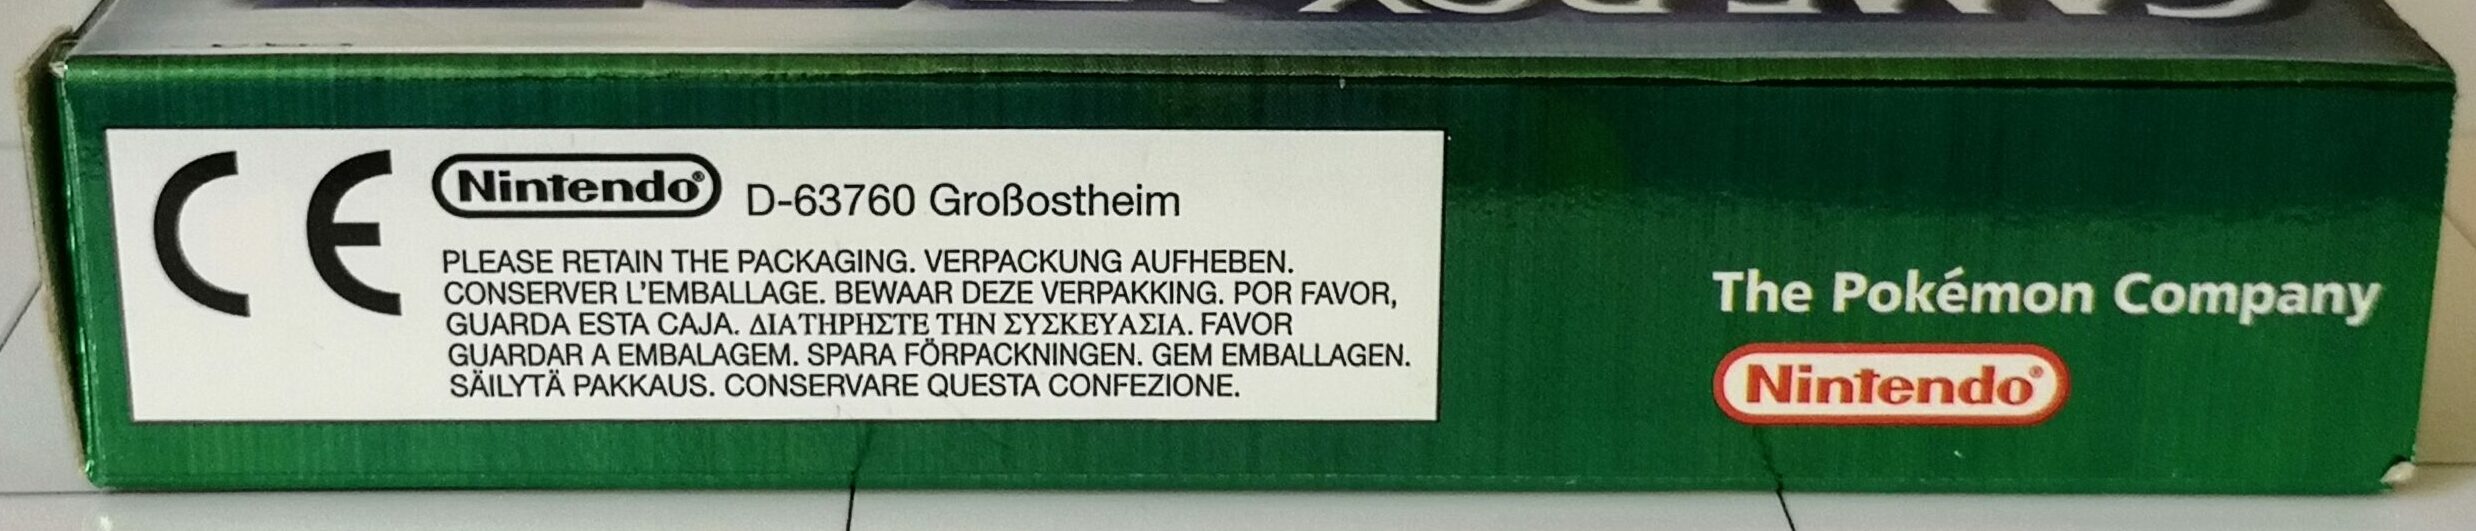 CE
Nintendo® D-63760 Großostheim
PLEASE RETAIN THE PACKAGING. VERPACKUNG AUFHEBEN.
CONSERVER L'EMBALLAGE. BEWAAR DEZE VERPAKKING. POR FAVOR,
GUARDA ESTA CAJA. ΔΙΑΤΗΡΗΣΤΕ ΤΗΝ ΣΥΣΚΕΥΑΣΙΑ. FAVOR
GUARDAR A EMBALAGEM. SPARA FÖRPACKNINGEN. GEM EMBALLAGEN.
SÄILYTÄ PAKKAUS. CONSERVARE QUESTA CONFEZIONE.
The Pokémon Company
Nintendo®